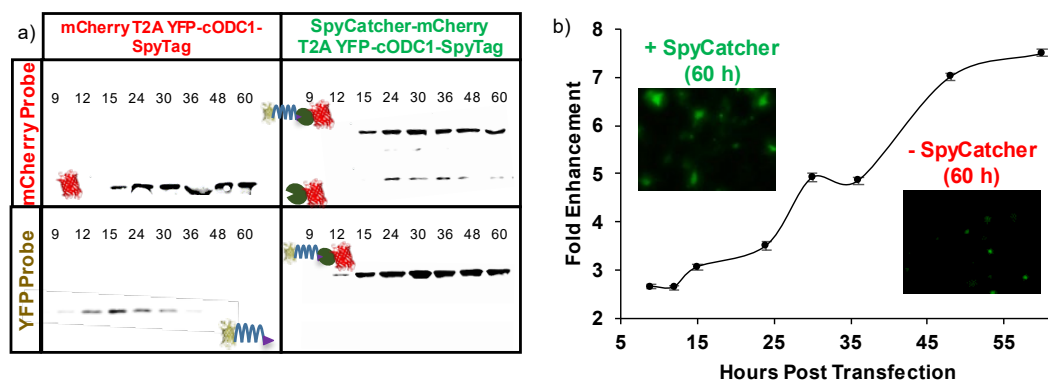 a)
mCherry T2A YFP-cODC1-
SpyTag
SpyCatcher-mCherry
T2A YFP-cODC1-SpyTag
mCherry Probe
9 12 15 24 30 36 48 60
9 12 15 24 30 36 48 60
YFP Probe
9 12 15 24 30 36 48 60
9 12 15 24 30 36 48 60
b)
Fold Enhancement
8
7
6
5
4
3
2
+ SpyCatcher
(60 h)
- SpyCatcher
(60 h)
5 15 25 35 45 55
Hours Post Transfection